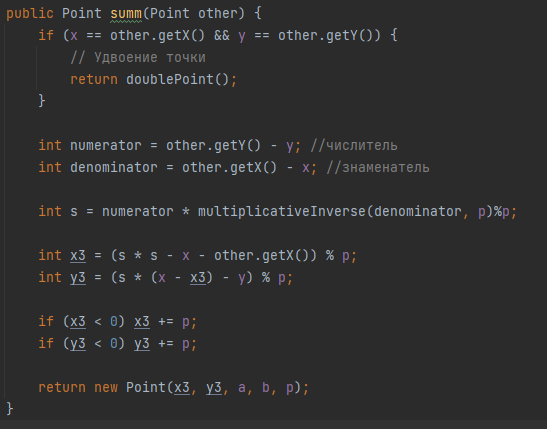 public Point summ(Point other) {
if (x == other.getX() && y == other.getY()) {
// Удвоение точки
return doublePoint();
}
int numerator = other.getY() - y; //числитель
int denominator = other.getX() - x; //знаменатель
int s = numerator * multiplicativeInverse(denominator, p)%p;
int x3 = (s * s - x - other.getX()) % p;
int y3 = (s * (x - x3) - y) % p;
if (x3 < 0) x3 += p;
if (y3 < 0) y3 += p;
return new Point(x3, y3, a, b, p);
}